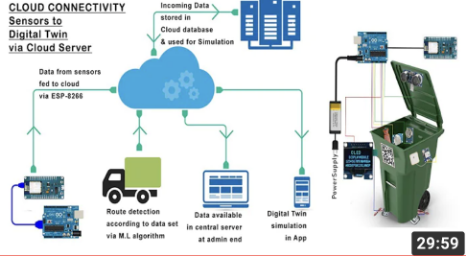 CLOUD CONNECTIVITY
Sensors to
Digital Twin
via Cloud Server
Incoming Data
stored in
Cloud database
& used for Simulation
Data from sensors
fed to cloud
via ESP-8266
Route detection
according to data set
via M.L algorithm
Data available
in central server
at admin end
Digital Twin
simulation
in App
PowerSupply
29:59